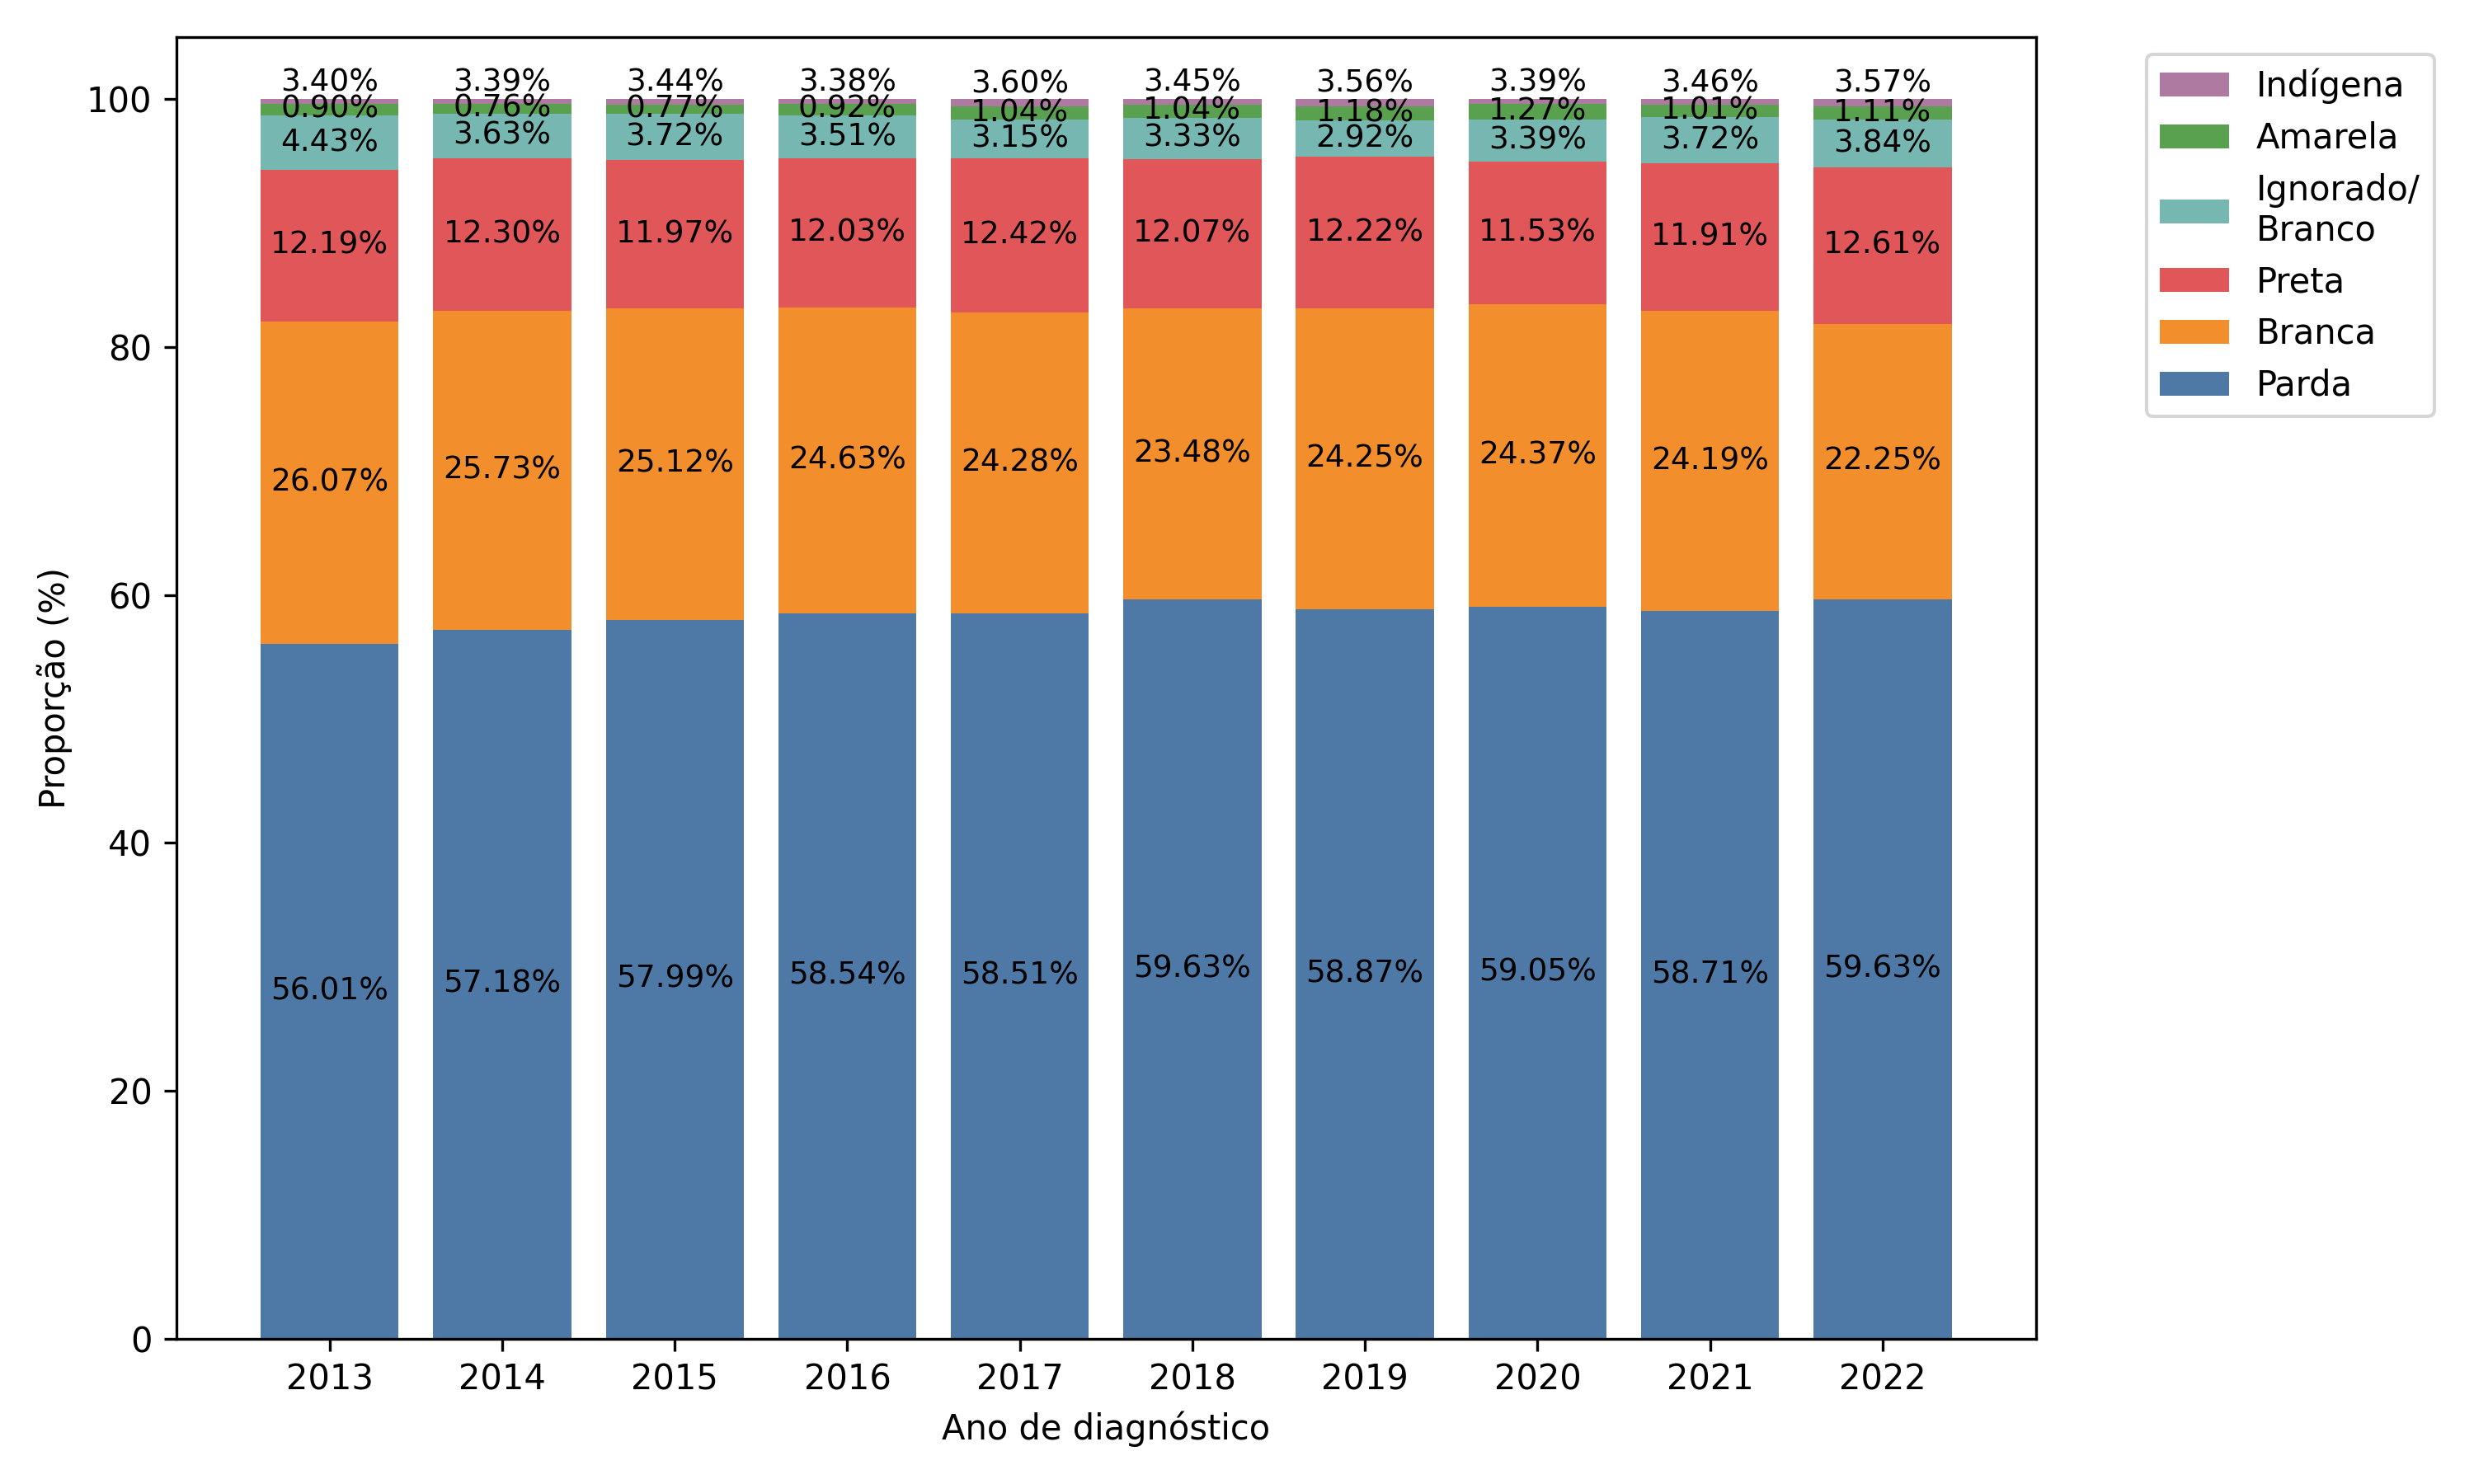 3.40% 3.39% 3.44% 3.38% 3.60% 3.45% 3.56% 3.39% 3.46% 3.57%
100 0.90% 0.76% 0.77% 0.92% 1.04% 1.04% 1.18% 1.27% 1.01% 1.11%
4.43% 3.63% 3.72% 3.51% 3.15% 3.33% 2.92% 3.39% 3.72% 3.84%
12.19% 12.30% 11.97% 12.03% 12.42% 12.07% 12.22% 11.53% 11.91% 12.61%
80
26.07% 25.73% 25.12% 24.63% 24.28% 23.48% 24.25% 24.37% 24.19% 22.25%
60
Proporção (%)
40
56.01% 57.18% 57.99% 58.54% 58.51% 59.63% 58.87% 59.05% 58.71% 59.63%
20
0
2013 2014 2015 2016 2017 2018 2019 2020 2021 2022
Ano de diagnóstico
Indígena
Amarela
Ignorado/
Branco
Preta
Branca
Parda